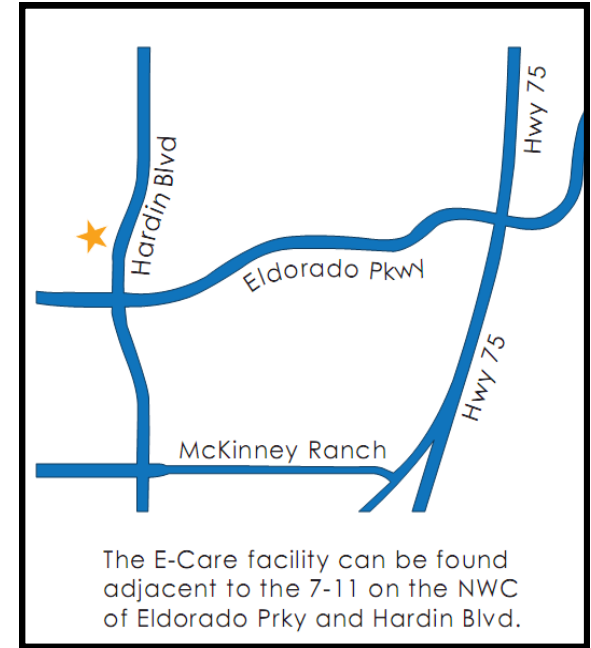 Hwy 75
Hardin Blvd
Eldorado Pkwy
Hwy 75
McKinney Ranch
The E-Care facility can be found
adjacent to the 7-11 on the NWC
of Eldorado Prky and Hardin Blvd.